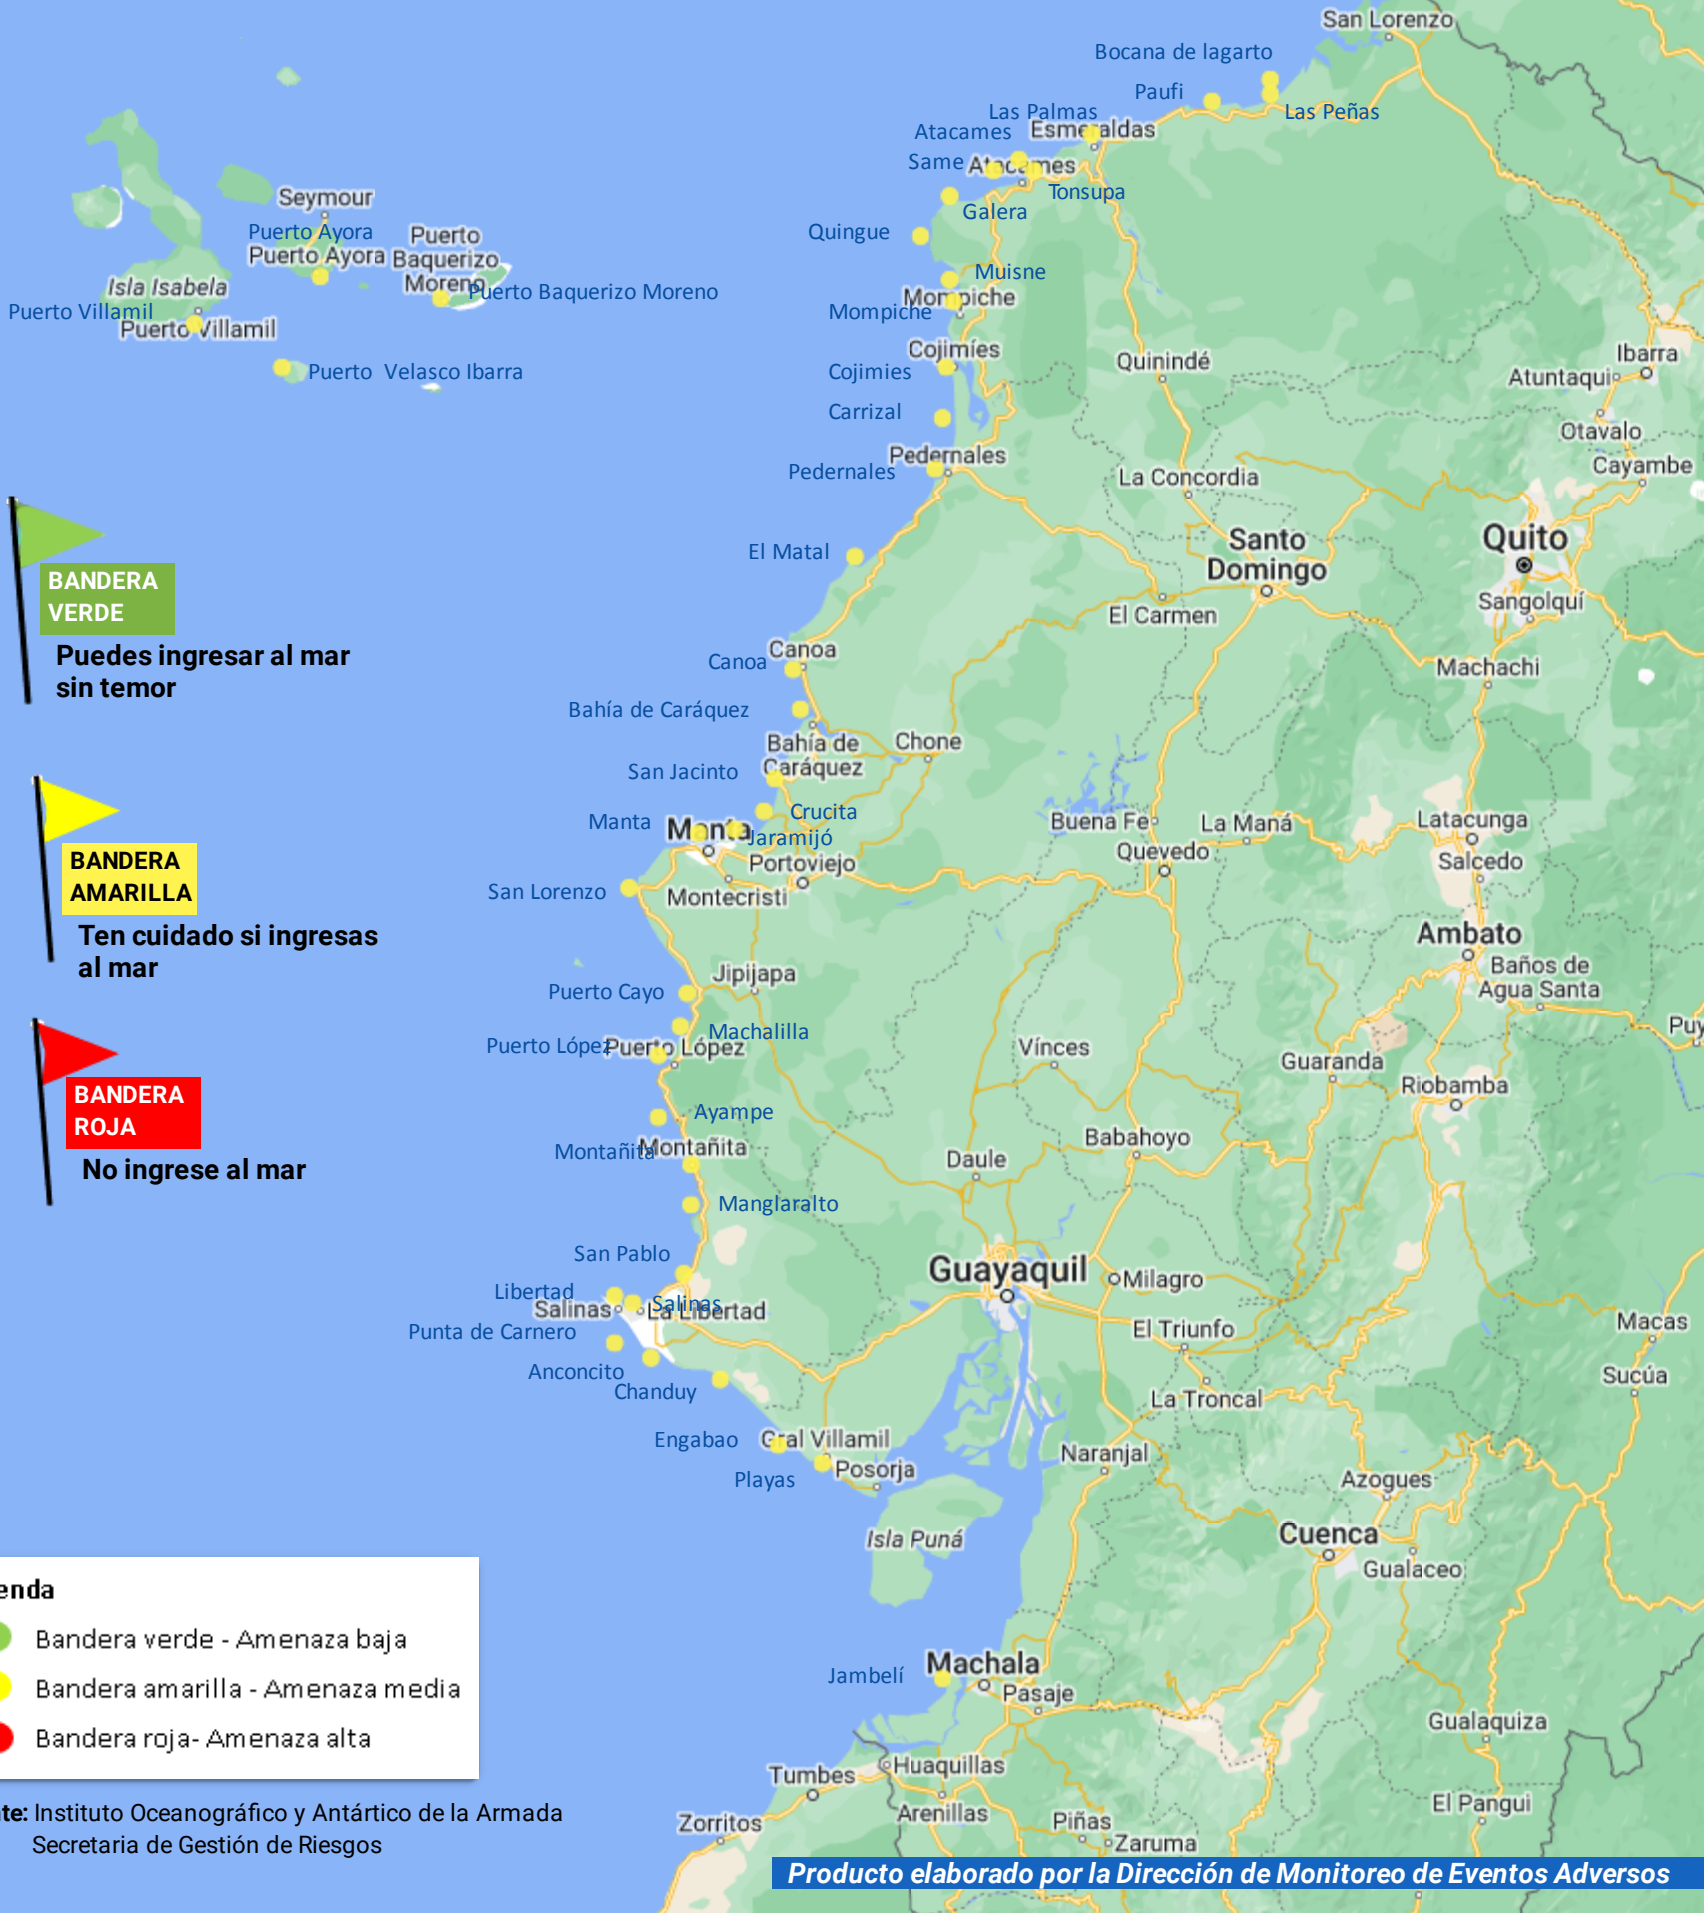 San Lorenzo
Bocana de lagarto
Paufi
Las Peñas
Las Palmas
Atacames
Esmeraldas
Same
Atacames
Tonsupa
Galera
Quingue
Muisne
Mompiche
Mompiche
Cojimíes
Cojimies
Carrizal
Pedernales
Pedernales
El Matal
Canoa
Canoa
Bahía de Caráquez
Bahía de
Caráquez
Chone
San Jacinto
Crucita
Manta
Manta
Jaramijó
Portoviejo
Montecristi
San Lorenzo
Jipijapa
Puerto Cayo
Machalilla
Puerto López
Puerto López
Ayampe
Montañita
Montañita
Manglaralto
San Pablo
Libertad
Salinas
Salinas
La Libertad
Punta de Carnero
Anconcito
Chanduy
Engabao
Gral Villamil
Playas
Posorja
Isla Puná
Jambelí
Machala
Pasaje
Huaquillas
Tumbes
Arenillas
Zorritos
Piñas
Zaruma
Seymour
Puerto Ayora
Puerto Ayora
Puerto
Baquerizo
Moreno
Puerto Baquerizo Moreno
Isla Isabela
Puerto Villamil
Puerto Villamil
Puerto Velasco Ibarra
BANDERA
VERDE
Puedes ingresar al mar
sin temor
BANDERA
AMARILLA
Ten cuidado si ingresas
al mar
BANDERA
ROJA
No ingrese al mar
Quinindé
Ibarra
Atuntaqui
Otavalo
Cayambe
La Concordia
Santo
Domingo
Quito
Sangolquí
El Carmen
Machachi
Buena Fe
La Maná
Latacunga
Quevedo
Salcedo
Ambato
Baños de
Agua Santa
Puy
Vínces
Guaranda
Riobamba
Babahoyo
Daule
Guayaquil
Milagro
El Triunfo
Macas
Sucúa
La Troncal
Naranjal
Azogues
Cuenca
Gualaceo
Gualaquiza
El Pangui
enda
Bandera verde - Amenaza baja
Bandera amarilla - Amenaza media
Bandera roja- Amenaza alta
te: Instituto Oceanográfico y Antártico de la Armada
Secretaria de Gestión de Riesgos
Producto elaborado por la Dirección de Monitoreo de Eventos Adversos